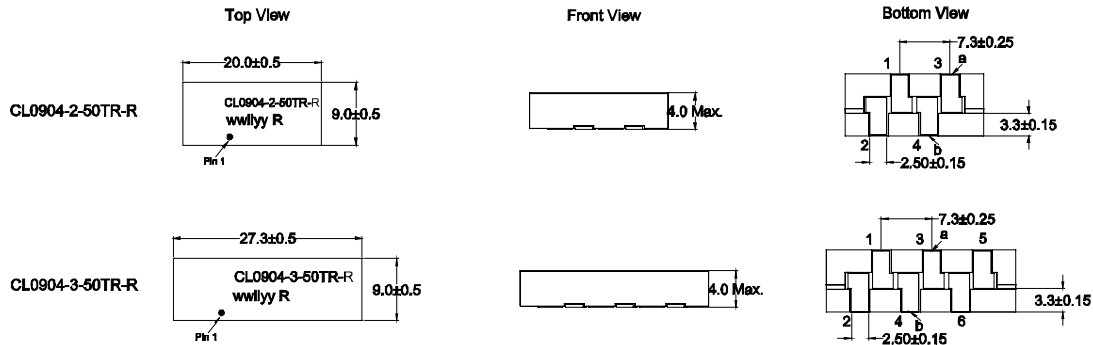 Top View Front View Bottom View
CL0904-2-50TR-R
20.0±0.5
CL0904-2-50TR-R
wwllyy R
Pin 1
9.0±0.5
4.0 Max.
7.3±0.25
1 3 a
3.3±0.15
2 4 b
2.50±0.15
CL0904-3-50TR-R
27.3±0.5
CL0904-3-50TR-R
wwllyy R
Pin 1
9.0±0.5
4.0 Max.
7.3±0.25
1 3 a 5
3.3±0.15
2 4 b 6
2.50±0.15